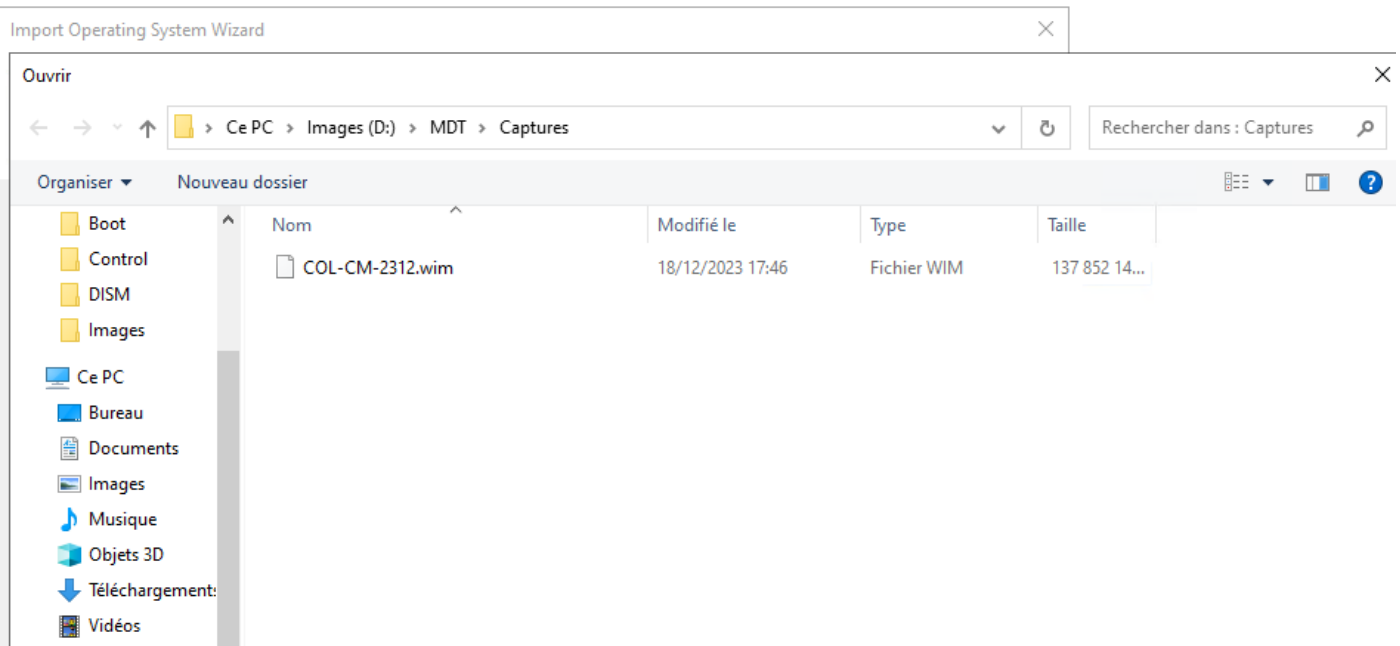 Import Operating System Wizard
Ouvrir
Ce PC > Images (D:) > MDT > Captures
Rechercher dans : Captures
Organiser
Nouveau dossier
Nom
Modifié le
Type
Taille
COL-CM-2312.wim
18/12/2023 17:46
Fichier WIM
137 852 14...
Boot
Control
DISM
Images
Ce PC
Bureau
Documents
Images
Musique
Objets 3D
Téléchargements
Vidéos